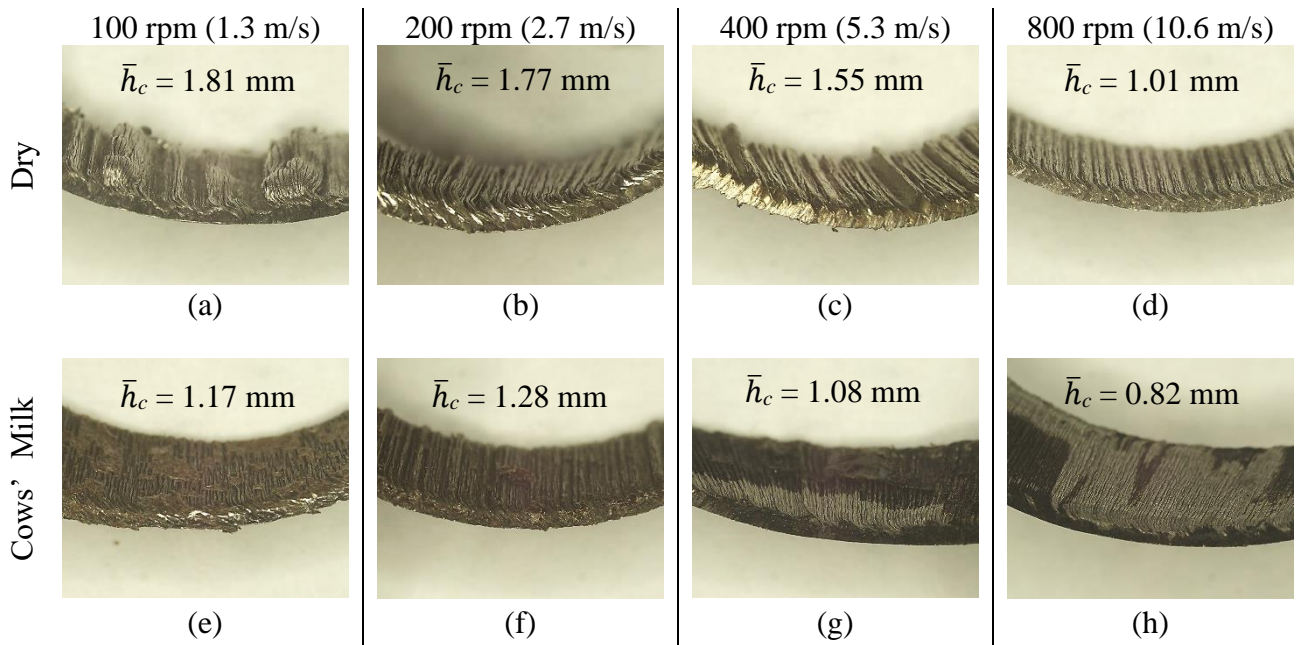 100 rpm (1.3 m/s) 200 rpm (2.7 m/s) 400 rpm (5.3 m/s) 800 rpm (10.6 m/s)
Dry
h̄c = 1.81 mm h̄c = 1.77 mm h̄c = 1.55 mm h̄c = 1.01 mm
(a) (b) (c) (d)
Cows’ Milk
h̄c = 1.17 mm h̄c = 1.28 mm h̄c = 1.08 mm h̄c = 0.82 mm
(e) (f) (g) (h)